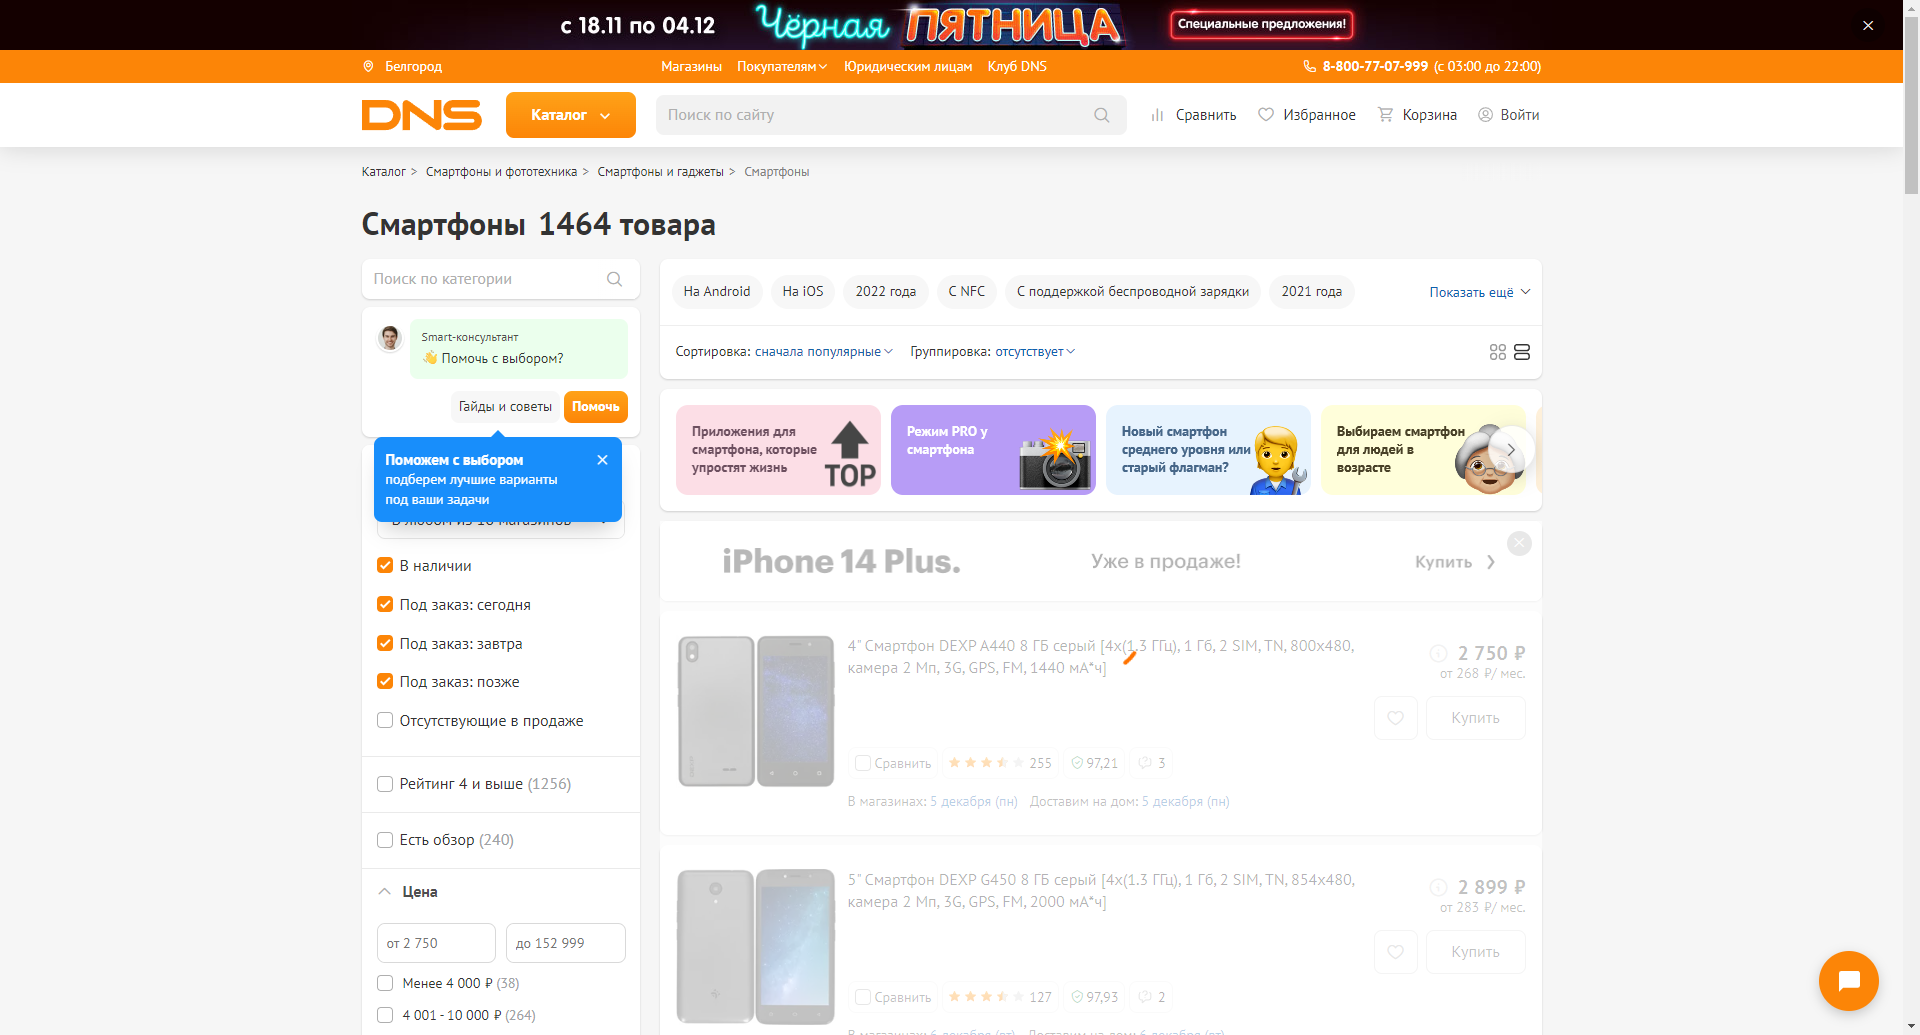 с 18.11 по 04.12
Чёрная ПЯТНИЦА
Специальные предложения!
Белгород
Магазины
Покупателям
Юридическим лицам
Клуб DNS
8-800-77-07-999 (с 03:00 до 22:00)
DNS
Каталог
Поиск по сайту
Сравнить
Избранное
Корзина
Войти
Каталог > Смартфоны и фототехника > Смартфоны и гаджеты > Смартфоны
Смартфоны 1464 товара
Поиск по категории
Smart-консультант
Помочь с выбором?
Гайды и советы
Помочь
Поможем с выбором
подберем лучшие варианты
под ваши задачи
В наличии
Под заказ: сегодня
Под заказ: завтра
Под заказ: позже
Отсутствующие в продаже
Рейтинг 4 и выше (1256)
Есть обзор (240)
Цена
от 2 750
до 152 999
Менее 4 000 ₽ (38)
4 001 - 10 000 ₽ (264)
На Android
На iOS
2022 года
С NFC
С поддержкой беспроводной зарядки
2021 года
Показать ещё
Сортировка: сначала популярные
Группировка: отсутствует
Приложения для
смартфона, которые
упростят жизнь
TOP
Режим PRO у
смартфона
Новый смартфон
среднего уровня или
старый флагман?
Выбираем смартфон
для людей в
возрасте
iPhone 14 Plus.
Уже в продаже!
Купить
4" Смартфон DEXP A440 8 ГБ серый [4x(1.3 ГГц), 1 Гб, 2 SIM, TN, 800x480,
камера 2 Мп, 3G, GPS, FM, 1440 мА*ч]
2 750 ₽
от 268 ₽/ мес.
Купить
Сравнить
255
97,21
3
В магазинах: 5 декабря (пн)
Доставим на дом: 5 декабря (пн)
5" Смартфон DEXP G450 8 ГБ серый [4x(1.3 ГГц), 1 Гб, 2 SIM, TN, 854x480,
камера 2 Мп, 3G, GPS, FM, 2000 мА*ч]
2 899 ₽
от 283 ₽/ мес.
Купить
Сравнить
127
97,93
2